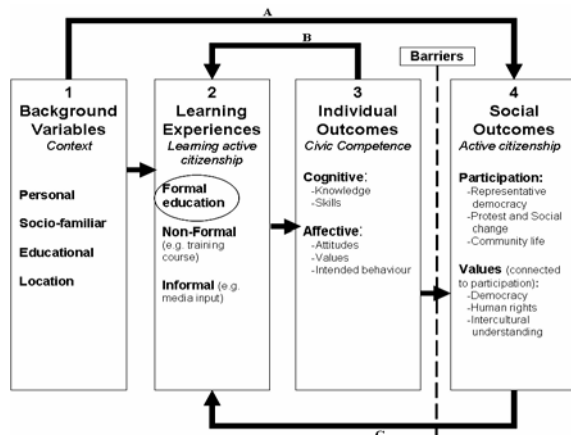 A
B
Barriers
1
Background
Variables
Context
Personal
Socio-familiar
Educational
Location
2
Learning
Experiences
Learning active
citizenship
Formal
education
Non-Formal
(e.g. training
course)
Informal (e.g.
media input)
3
Individual
Outcomes
Civic Competence
Cognitive:
-Knowledge
-Skills
Affective:
-Attitudes
-Values
-Intended behaviour
4
Social
Outcomes
Active citizenship
Participation:
-Representative
democracy
-Protest and Social
change
-Community life
Values (connected
to participation):
-Democracy
-Human rights
-Intercultural
understanding
C